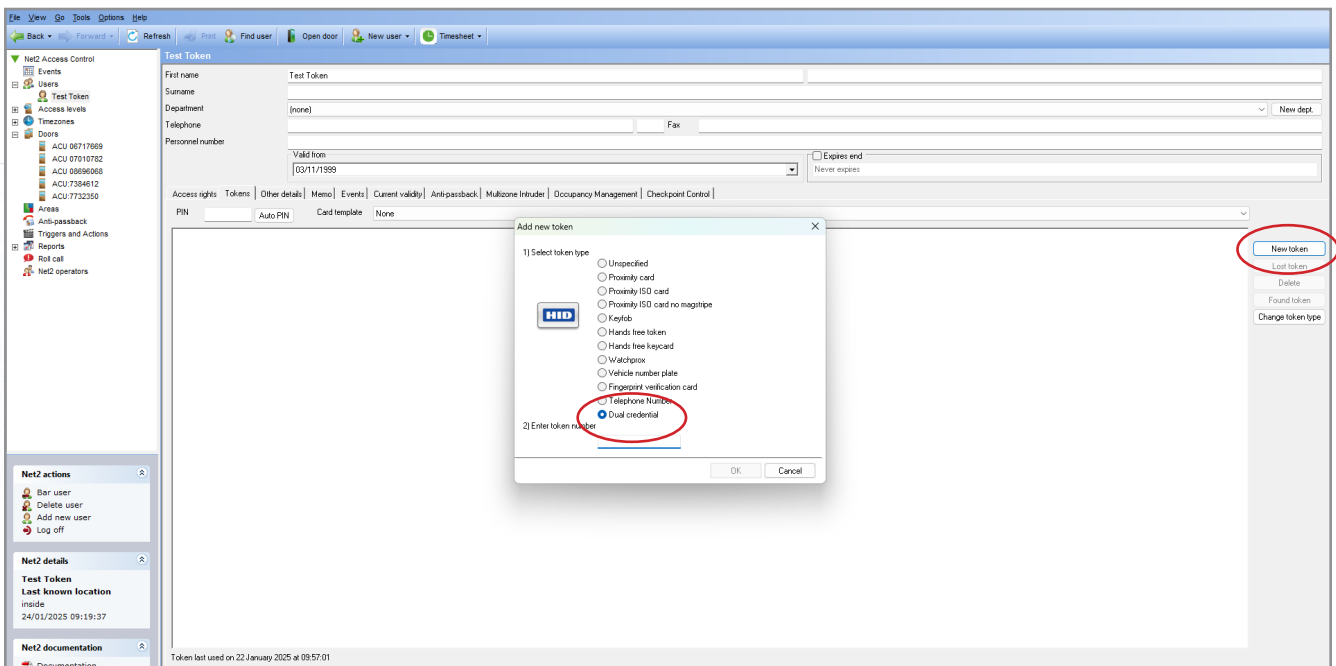 File View Go Tools Options Help
Back Forward Refresh Print Find user Open door New user Timesheet
Net2 Access Control
Events
Users
Test Token
Access levels
Timezones
Doors
ACU 06717669
ACU 07010782
ACU 08696068
ACU:7384612
ACU:7732350
Areas
Anti-passback
Triggers and Actions
Reports
Roll call
Net2 operators
Net2 actions
Bar user
Delete user
Add new user
Log off
Net2 details
Test Token
Last known location
inside
24/01/2025 09:19:37
Net2 documentation
Documentation
Test Token
First name Test Token
Surname
Department (none) New dept.
Telephone Fax
Personnel number
Valid from Expires end
03/11/1999 Never expires
Access rights Tokens Other details Memo Events Current validity Anti-passback Multizone Intruder Occupancy Management Checkpoint Control
PIN Auto PIN Card template None
Add new token
1) Select token type
Unspecified
Proximity card
Proximity ISO card
Proximity ISO card no magstripe
HID
Keyfob
Hands free token
Hands free keycard
Watchprox
Vehicle number plate
Fingerprint verification card
Telephone Number
Dual credential
2) Enter token number
OK Cancel
New token
Lost token
Delete
Found token
Change token type
Token last used on 22 January 2025 at 09:57:01